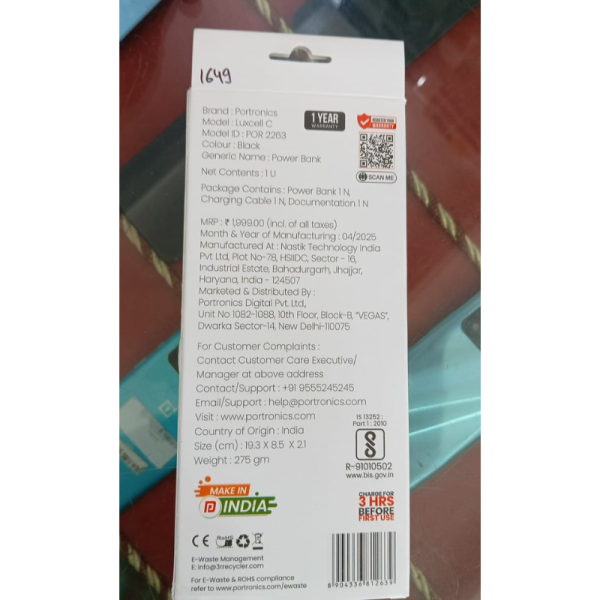 1649
Brand : Portronics
Model : Luxcell C
Model ID : POR 2263
Colour : Black
Generic Name : Power Bank
Net Contents : 1 U
Package Contains : Power Bank 1 N,
Charging Cable 1 N, Documentation 1 N
1 YEAR
WARRANTY
WARRANTY
SCAN ME
MRP : ₹ 1,999.00 (incl. of all taxes)
Month & Year of Manufacturing : 04/2025
Manufactured At : Nastik Technology India
Pvt Ltd, Plot No-78, HSIIDC, Sector - 16,
Industrial Estate, Bahadurgarh, Jhajjar,
Haryana, India - 124507
Marketed & Distributed By :
Portronics Digital Pvt. Ltd.,
Unit No 1082-1088, 10th Floor, Block-B, "VEGAS",
Dwarka Sector-14, New Delhi-110075
For Customer Complaints :
Contact Customer Care Executive/
Manager at above address
Contact/Support : +91 9555245245
Email/Support : help@portronics.com
Visit : www.portronics.com
Country of Origin : India
Size (cm) : 19.3 X 8.5 X 2.1
Weight : 275 gm
IS 13252 :
Part 1 : 2010
R-91010502
www.bis.gov.in
MAKE IN
INDIA
CHARGE FOR
3 HRS
BEFORE
FIRST USE
CE
RoHS
E-Waste Management
E: info@3rrecycler.com
For E-Waste & ROHS compliance
refer to www.portronics.com/ewaste
8 904336 812639